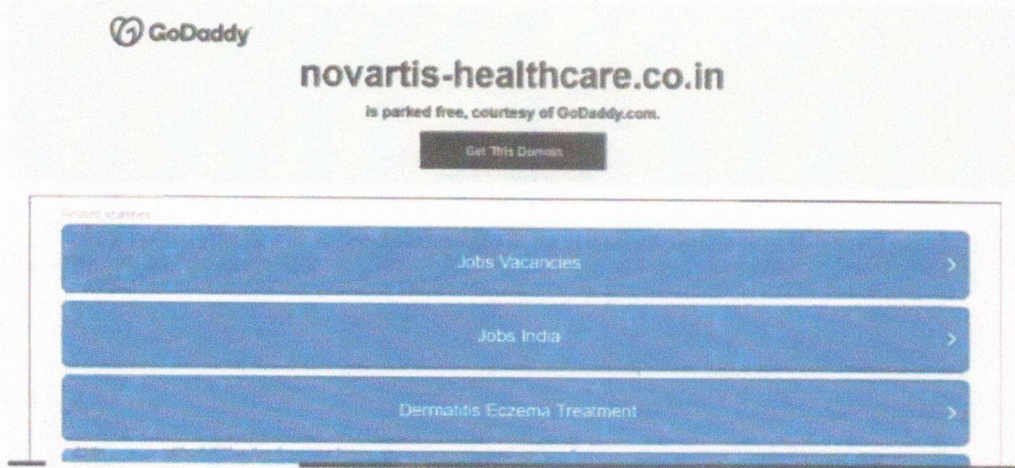 GoDaddy
novartis-healthcare.co.in
is parked free, courtesy of GoDaddy.com.
Get This Domain
Related searches
Jobs Vacancies
Jobs India
Dermatitis Eczema Treatment